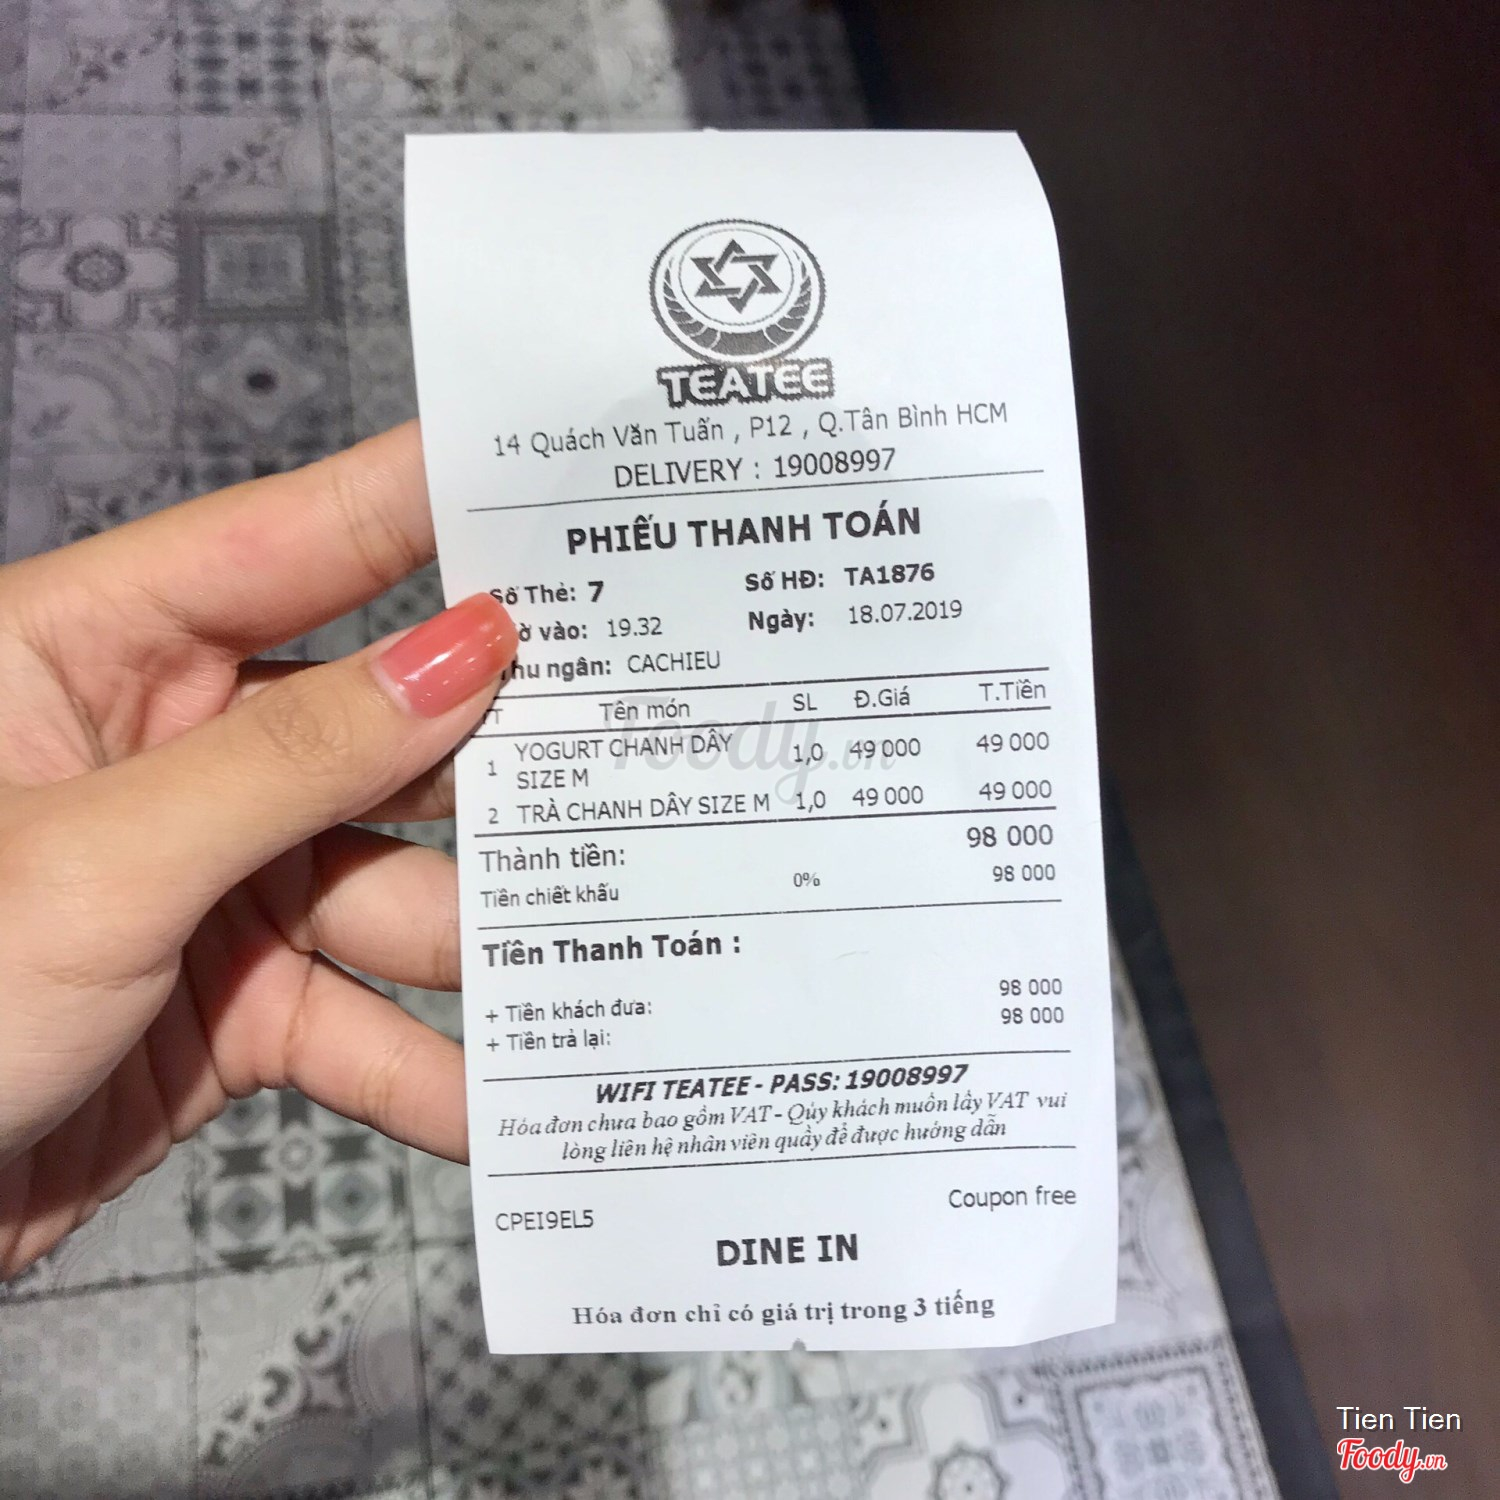 TEATEE
14 Quách Văn Tuấn , P12 , Q.Tân Bình HCM
DELIVERY : 19008997
PHIẾU THANH TOÁN
Số Thẻ: 7 Số HĐ: TA1876
vào: 19.32 Ngày: 18.07.2019
ngân: CACHIEU
Tên món SL Đ.Giá T.Tiền
1 YOGURT CHANH DÂY SIZE M 1,0 49 000 49 000
2 TRÀ CHANH DÂY SIZE M 1,0 49 000 49 000
Thành tiền: 98 000
Tiền chiết khấu 0% 98 000
Tiền Thanh Toán :
+ Tiền khách đưa: 98 000
+ Tiền trả lại: 98 000
WIFI TEATEE - PASS: 19008997
Hóa đơn chưa bao gồm VAT - Qúy khách muốn lấy VAT vui
lòng liên hệ nhân viên quầy để được hướng dẫn
CPEI9EL5 Coupon free
DINE IN
Hóa đơn chỉ có giá trị trong 3 tiếng
Foody.vn
Tien Tien
Foody.vn